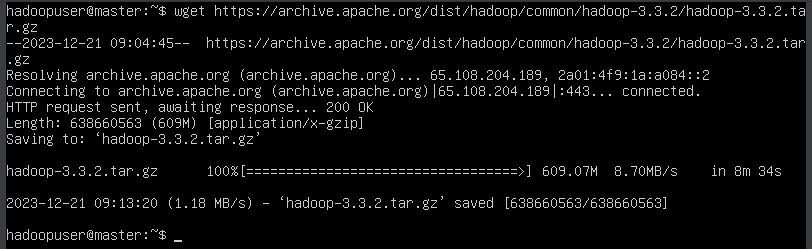 hadoopuser@master:~$ wget https://archive.apache.org/dist/hadoop/common/hadoop-3.3.2/hadoop-3.3.2.ta
r.gz
--2023-12-21 09:04:45--  https://archive.apache.org/dist/hadoop/common/hadoop-3.3.2/hadoop-3.3.2.tar
.gz
Resolving archive.apache.org (archive.apache.org)... 65.108.204.189, 2a01:4f9:1a:a084::2
Connecting to archive.apache.org (archive.apache.org)|65.108.204.189|:443... connected.
HTTP request sent, awaiting response... 200 OK
Length: 638660563 (609M) [application/x-gzip]
Saving to: ‘hadoop-3.3.2.tar.gz’
hadoop-3.3.2.tar.gz      100%[==================================>] 609.07M  8.70MB/s    in 8m 34s
2023-12-21 09:13:20 (1.18 MB/s) - ‘hadoop-3.3.2.tar.gz’ saved [638660563/638660563]
hadoopuser@master:~$ _